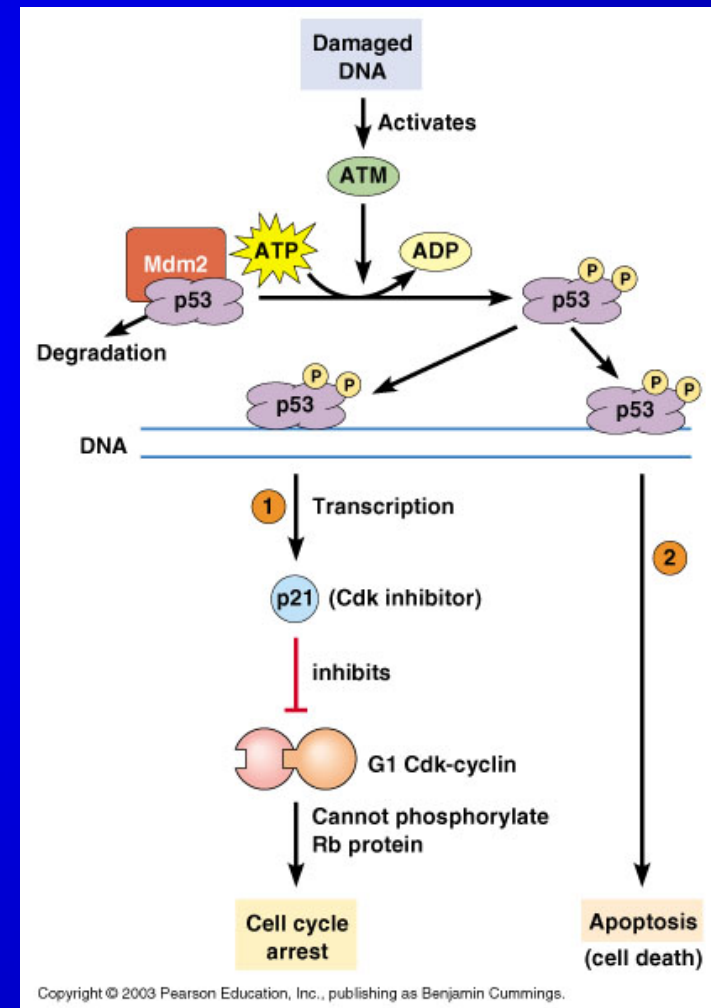 Damaged
DNA
Activates
ATM
Mdm2
ATP
ADP
p53
P P
p53
Degradation
P P
p53
P P
p53
DNA
1 Transcription
2
p21 (Cdk inhibitor)
inhibits
G1 Cdk-cyclin
Cannot phosphorylate
Rb protein
Cell cycle
arrest
Apoptosis
(cell death)
Copyright © 2003 Pearson Education, Inc., publishing as Benjamin Cummings.